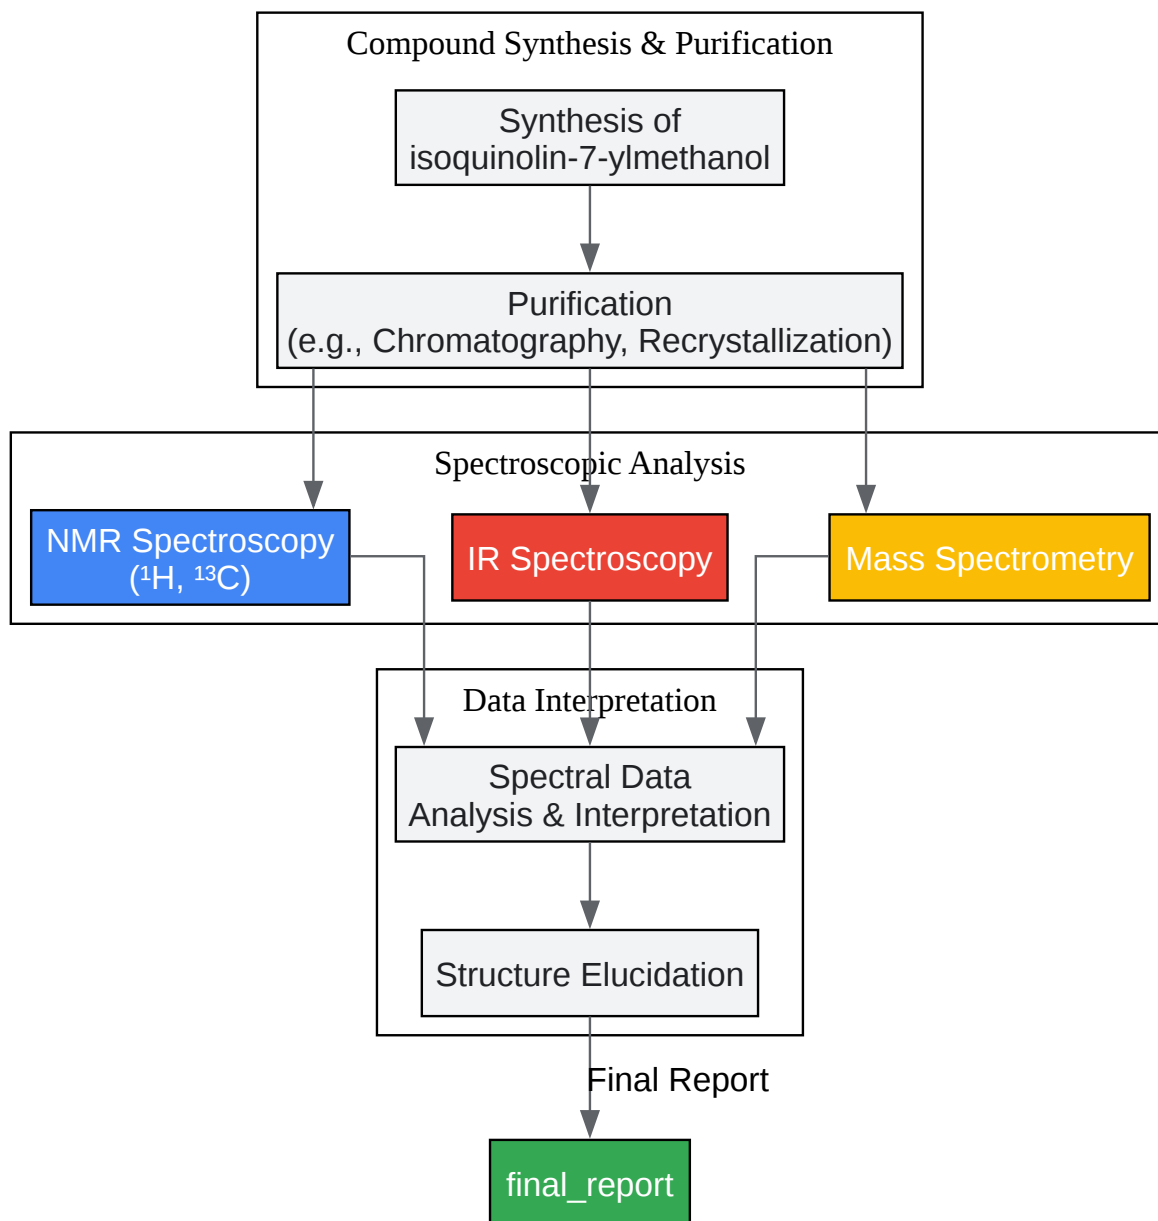 Compound Synthesis & Purification
Synthesis of
isoquinolin-7-ylmethanol
Purification
(e.g., Chromatography, Recrystallization)
Spectroscopic Analysis
NMR Spectroscopy
(¹H, ¹³C)
IR Spectroscopy
Mass Spectrometry
Data Interpretation
Spectral Data
Analysis & Interpretation
Structure Elucidation
Final Report
final_report